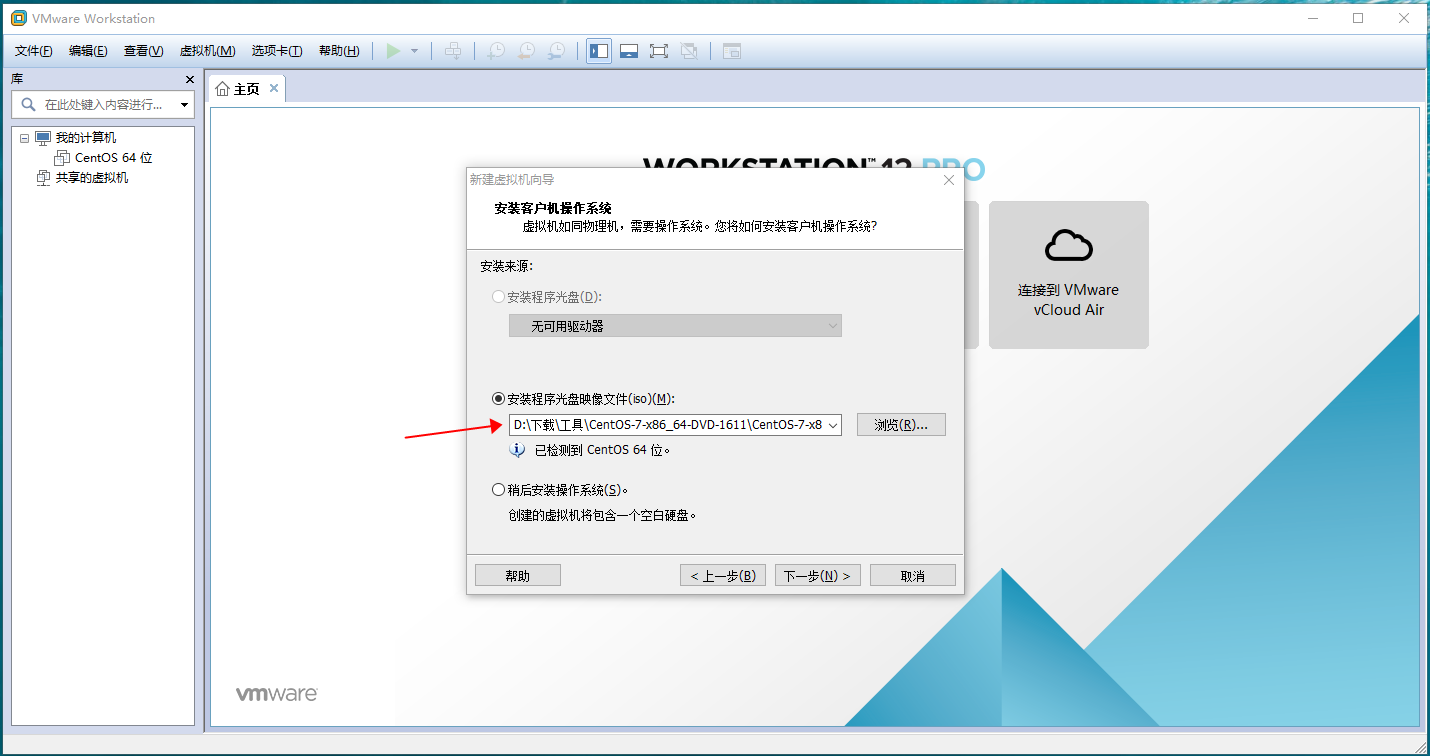 VMware Workstation
文件(F) 编辑(E) 查看(V) 虚拟机(M) 选项卡(T) 帮助(H)
库
在此处键入内容进行...
我的计算机
CentOS 64 位
共享的虚拟机
主页
WORKSTATION™ 12 PRO
新建虚拟机向导
安装客户机操作系统
虚拟机如同物理机，需要操作系统。您将如何安装客户机操作系统?
安装来源:
安装程序光盘(D):
无可用驱动器
安装程序光盘映像文件(iso)(M):
D:\下载\工具\CentOS-7-x86_64-DVD-1611\CentOS-7-x8
浏览(R)...
已检测到 CentOS 64 位。
稍后安装操作系统(S)。
创建的虚拟机将包含一个空白硬盘。
帮助
< 上一步(B)
下一步(N) >
取消
连接到 VMware
vCloud Air
vmware